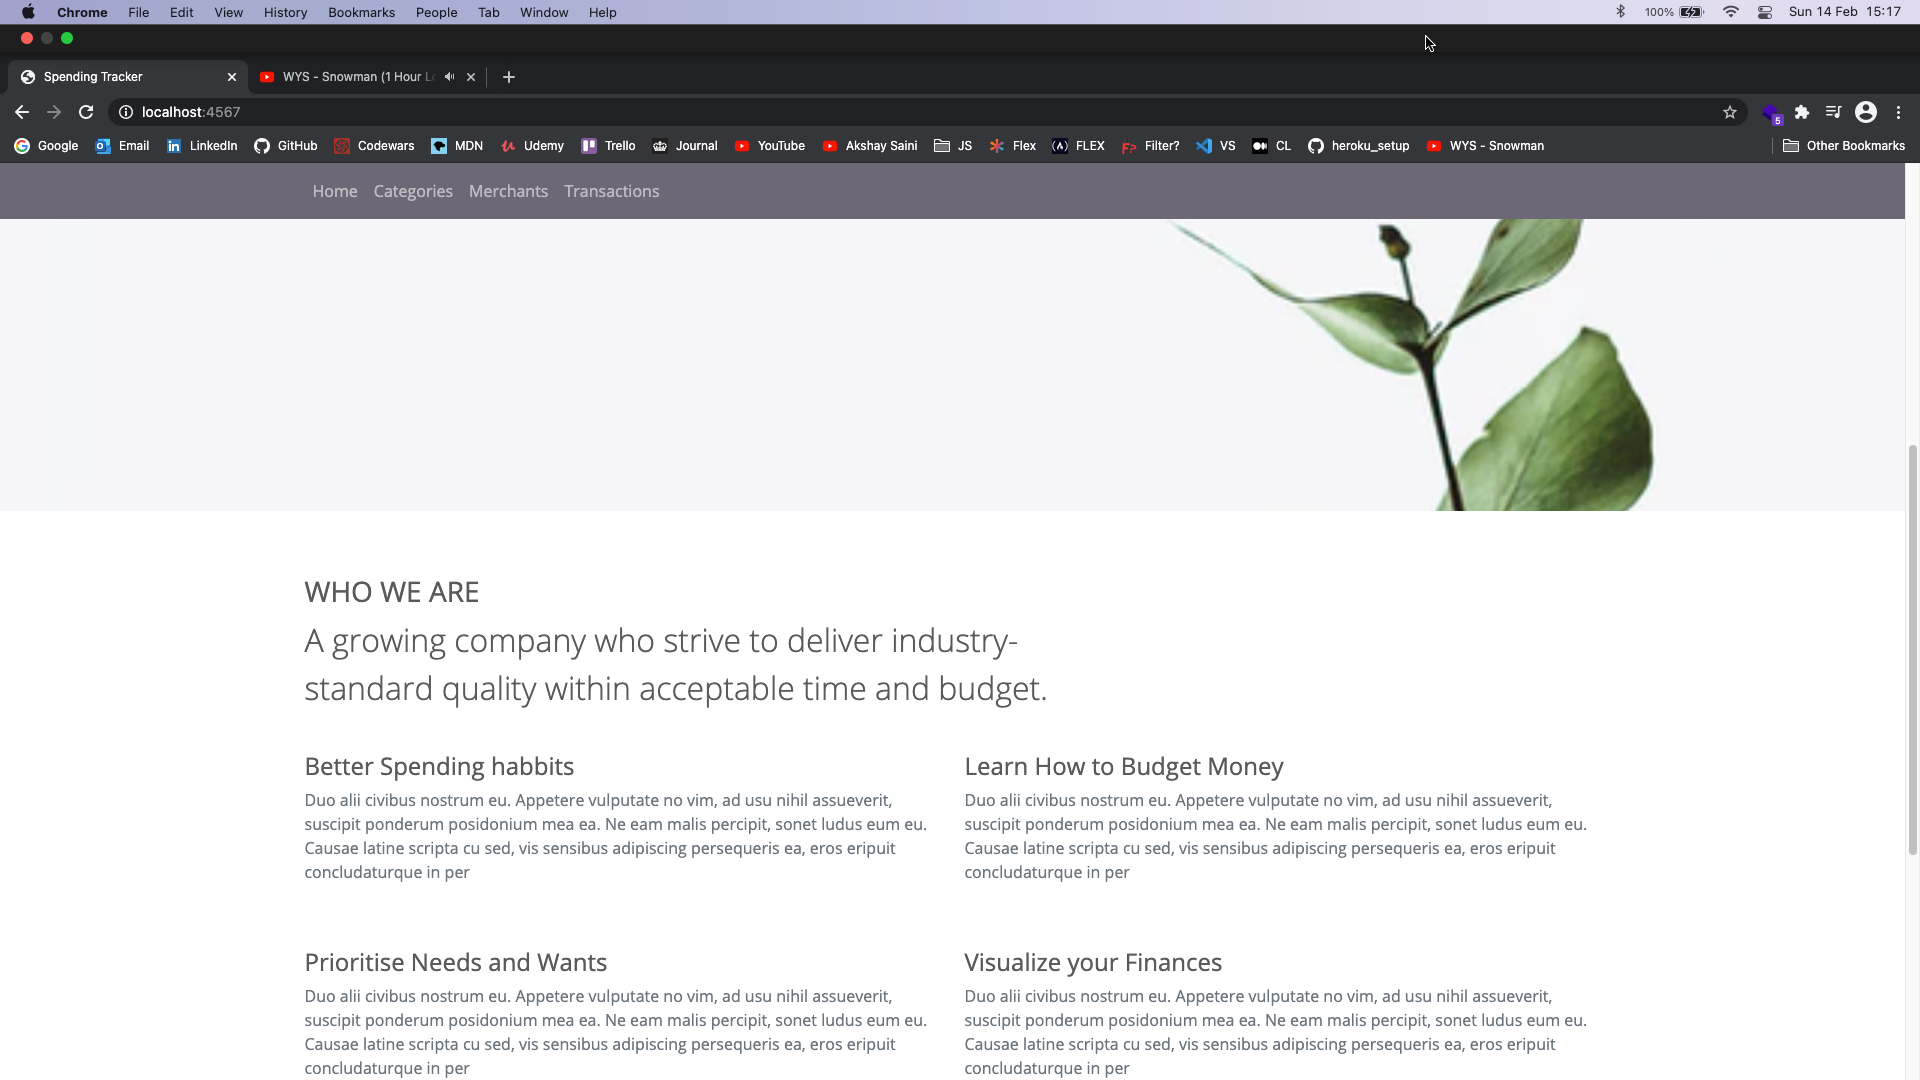 Chrome File Edit View History Bookmarks People Tab Window Help 100% Sun 14 Feb 15:17
Spending Tracker WYS - Snowman (1 Hour
localhost:4567 5
Google Email LinkedIn GitHub Codewars MDN Udemy Trello Journal YouTube Akshay Saini JS Flex FLEX Filter? VS CL heroku_setup WYS - Snowman Other Bookmarks
Home Categories Merchants Transactions
WHO WE ARE
A growing company who strive to deliver industry-
standard quality within acceptable time and budget.
Better Spending habbits
Duo alii civibus nostrum eu. Appetere vulputate no vim, ad usu nihil assueverit,
suscipit ponderum posidonium mea ea. Ne eam malis percipit, sonet ludus eum eu.
Causae latine scripta cu sed, vis sensibus adipiscing persequeris ea, eros eripuit
concludaturque in per
Learn How to Budget Money
Duo alii civibus nostrum eu. Appetere vulputate no vim, ad usu nihil assueverit,
suscipit ponderum posidonium mea ea. Ne eam malis percipit, sonet ludus eum eu.
Causae latine scripta cu sed, vis sensibus adipiscing persequeris ea, eros eripuit
concludaturque in per
Prioritise Needs and Wants
Duo alii civibus nostrum eu. Appetere vulputate no vim, ad usu nihil assueverit,
suscipit ponderum posidonium mea ea. Ne eam malis percipit, sonet ludus eum eu.
Causae latine scripta cu sed, vis sensibus adipiscing persequeris ea, eros eripuit
concludaturque in per
Visualize your Finances
Duo alii civibus nostrum eu. Appetere vulputate no vim, ad usu nihil assueverit,
suscipit ponderum posidonium mea ea. Ne eam malis percipit, sonet ludus eum eu.
Causae latine scripta cu sed, vis sensibus adipiscing persequeris ea, eros eripuit
concludaturque in per